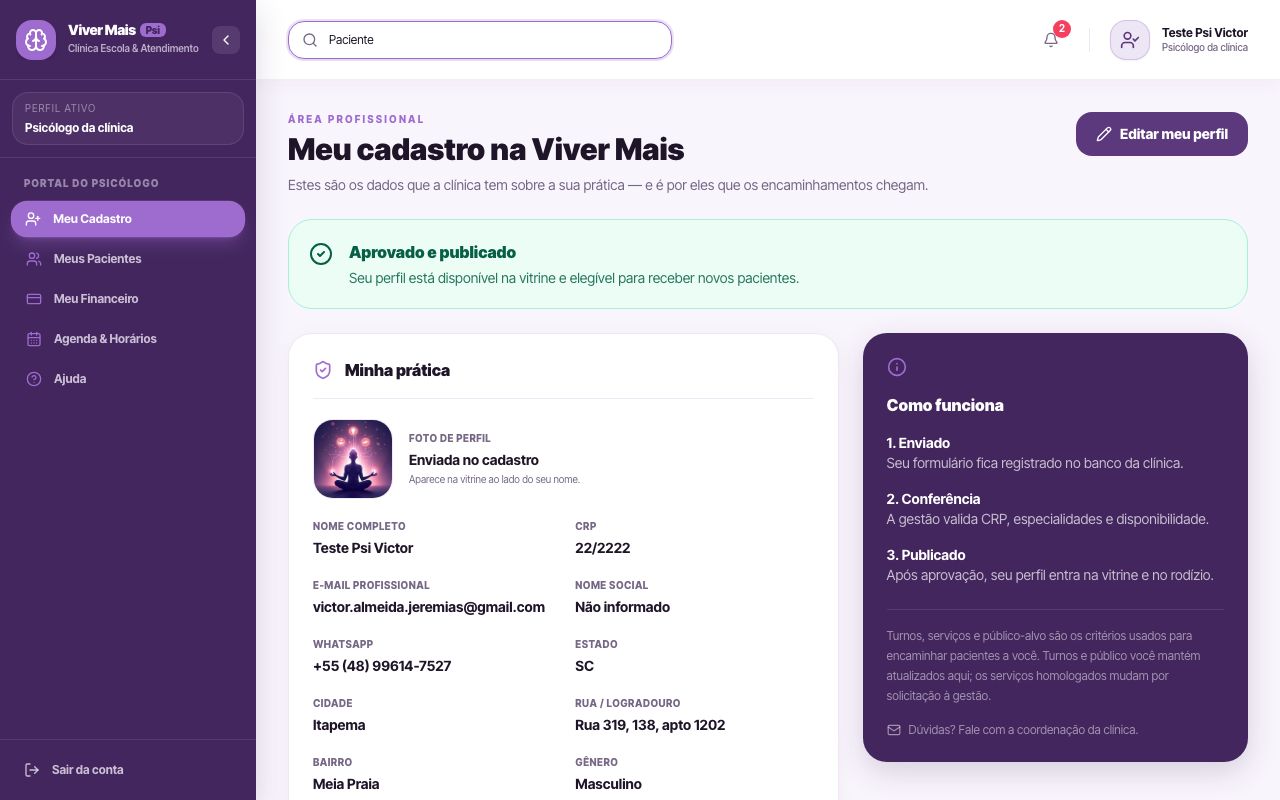 Viver Mais Psi
Clínica Escola & Atendimento
PERFIL ATIVO
Psicólogo da clínica
PORTAL DO PSICÓLOGO
Meu Cadastro
Meus Pacientes
Meu Financeiro
Agenda & Horários
Ajuda
Sair da conta
Paciente
2
Teste Psi Victor
Psicólogo da clínica
ÁREA PROFISSIONAL
Meu cadastro na Viver Mais
Estes são os dados que a clínica tem sobre a sua prática — e é por eles que os encaminhamentos chegam.
Editar meu perfil
Aprovado e publicado
Seu perfil está disponível na vitrine e elegível para receber novos pacientes.
Minha prática
FOTO DE PERFIL
Enviada no cadastro
Aparece na vitrine ao lado do seu nome.
NOME COMPLETO
Teste Psi Victor
CRP
22/2222
E-MAIL PROFISSIONAL
victor.almeida.jeremias@gmail.com
NOME SOCIAL
Não informado
WHATSAPP
+55 (48) 99614-7527
ESTADO
SC
CIDADE
Itapema
RUA / LOGRADOURO
Rua 319, 138, apto 1202
BAIRRO
Meia Praia
GÊNERO
Masculino
Como funciona
1. Enviado
Seu formulário fica registrado no banco da clínica.
2. Conferência
A gestão valida CRP, especialidades e disponibilidade.
3. Publicado
Após aprovação, seu perfil entra na vitrine e no rodízio.
Turnos, serviços e público-alvo são os critérios usados para
encaminhar pacientes a você. Turnos e público você mantém
atualizados aqui; os serviços homologados mudam por
solicitação à gestão.
Dúvidas? Fale com a coordenação da clínica.